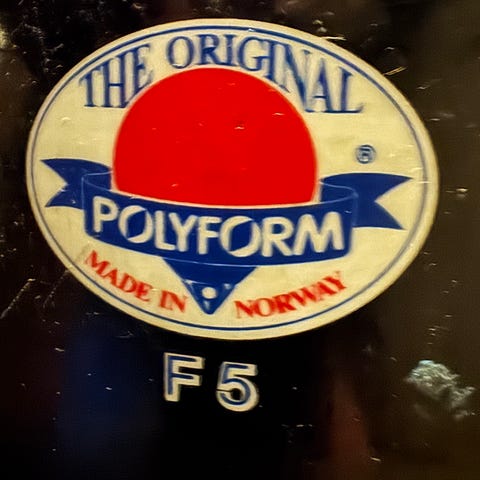 THE ORIGINAL
®
POLYFORM
MADE IN NORWAY
F5